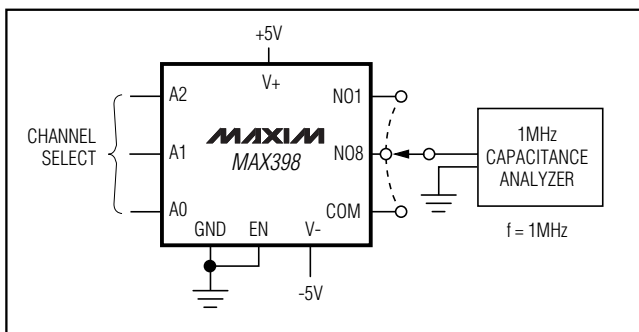 +5V
V+
A2
NO1
CHANNEL
SELECT
A1
MAXIM
MAX398
NO8
1MHz
CAPACITANCE
ANALYZER
A0
COM
GND
EN
V-
f = 1MHz
-5V